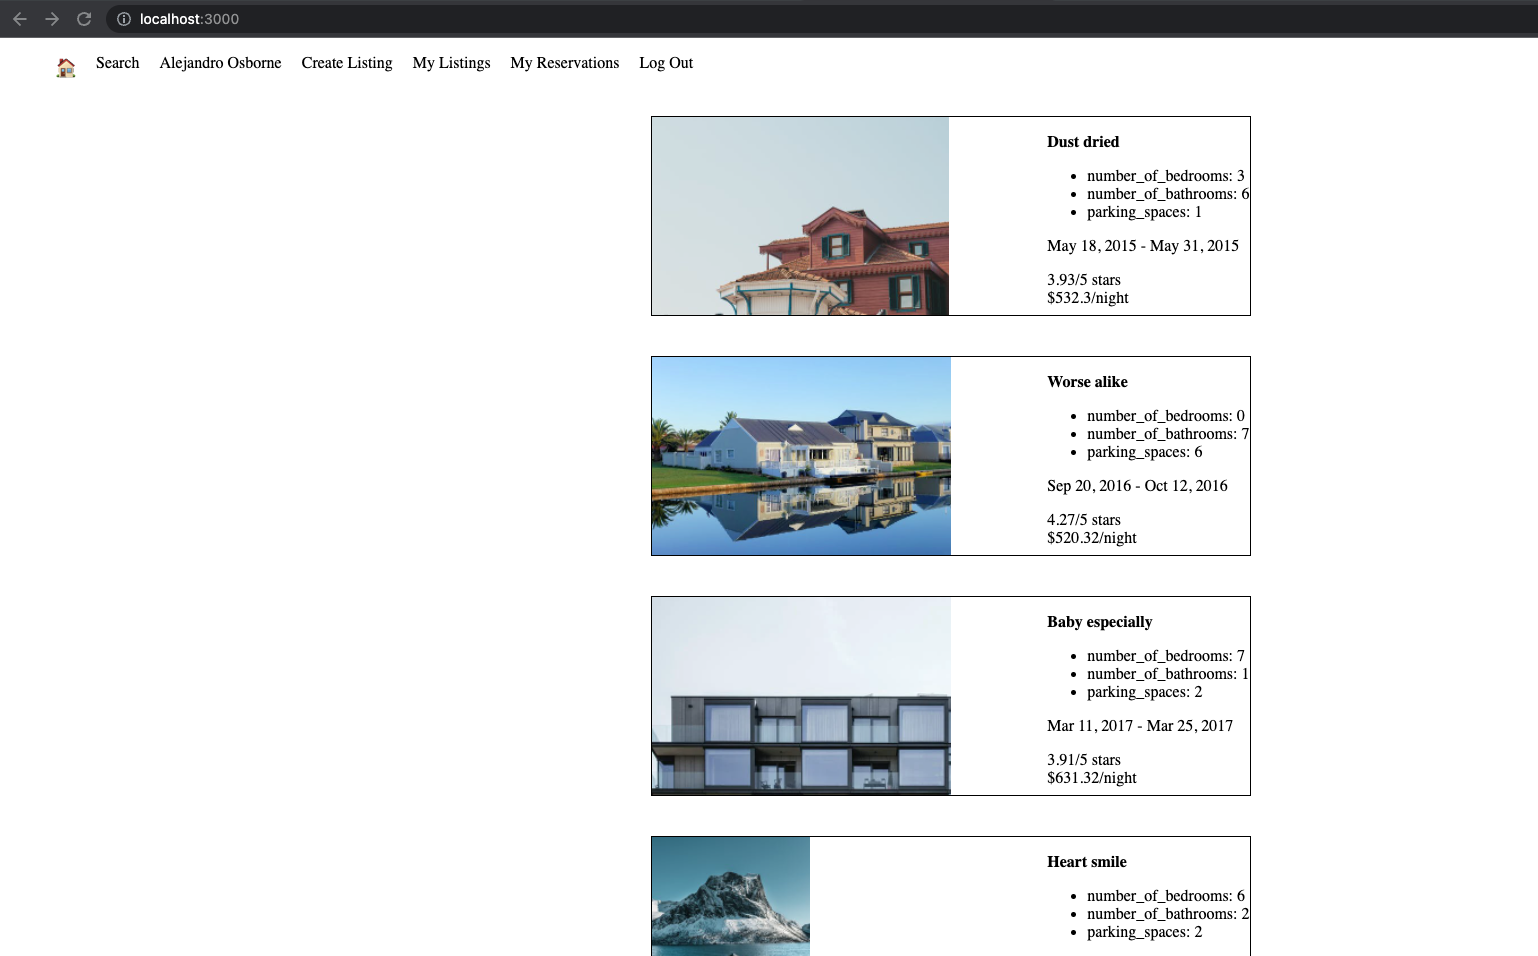 localhost:3000
Search Alejandro Osborne Create Listing My Listings My Reservations Log Out
Dust dried
number_of_bedrooms: 3
number_of_bathrooms: 6
parking_spaces: 1
May 18, 2015 - May 31, 2015
3.93/5 stars
$532.3/night
Worse alike
number_of_bedrooms: 0
number_of_bathrooms: 7
parking_spaces: 6
Sep 20, 2016 - Oct 12, 2016
4.27/5 stars
$520.32/night
Baby especially
number_of_bedrooms: 7
number_of_bathrooms: 1
parking_spaces: 2
Mar 11, 2017 - Mar 25, 2017
3.91/5 stars
$631.32/night
Heart smile
number_of_bedrooms: 6
number_of_bathrooms: 2
parking_spaces: 2